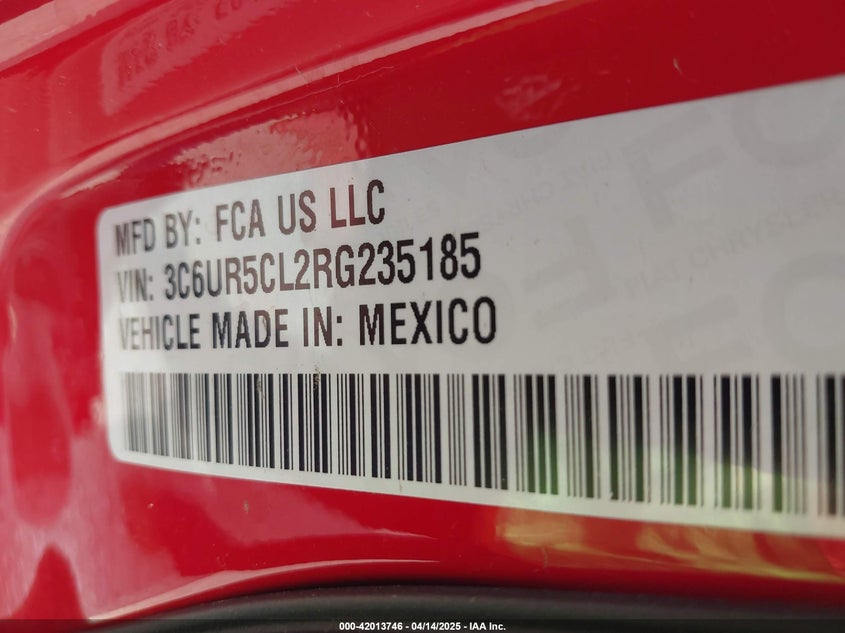 MFD BY: FCA US LLC
VIN: 3C6UR5CL2RG235185
VEHICLE MADE IN: MEXICO
000-42013746 04/14/2025 - IAA Inc.